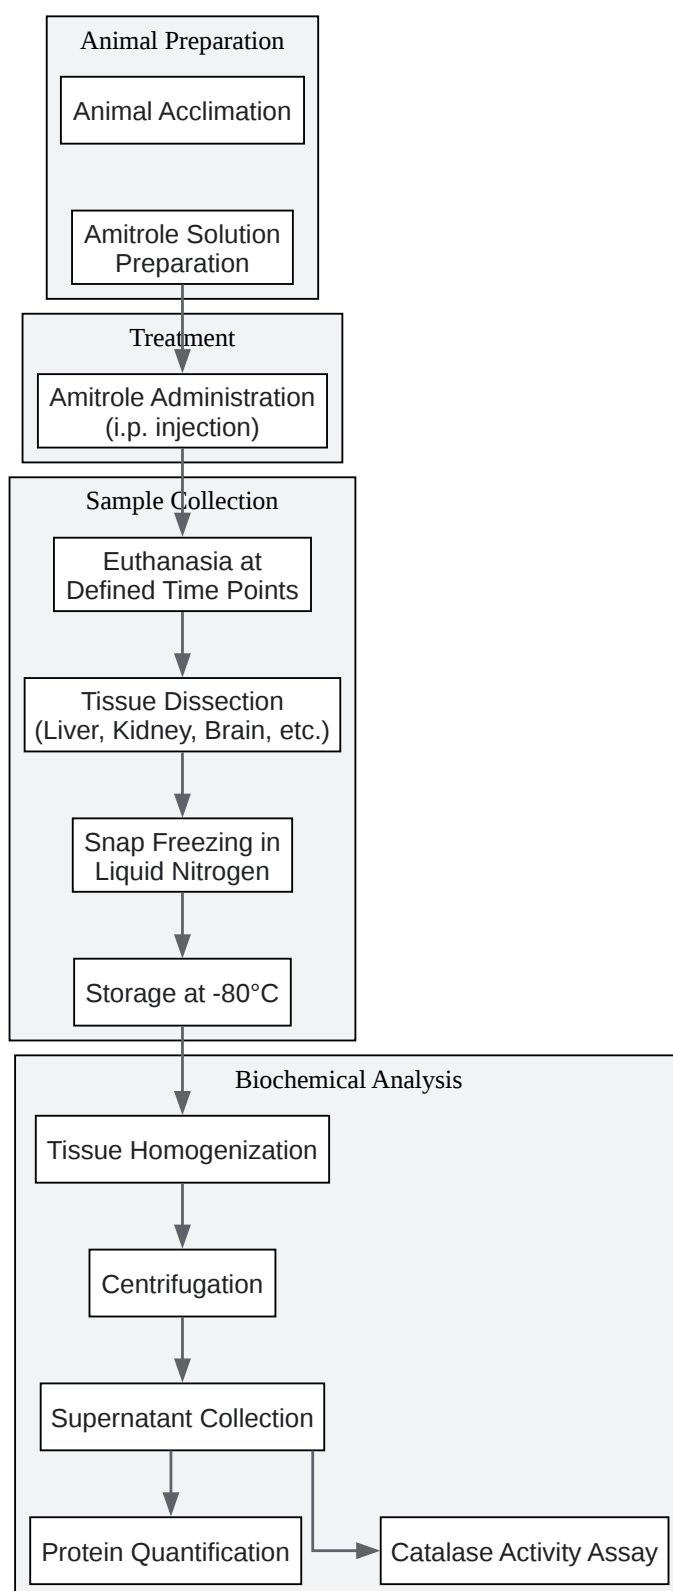 Animal Preparation
Animal Acclimation
Amitrole Solution
Preparation
Treatment
Amitrole Administration
(i.p. injection)
Sample Collection
Euthanasia at
Defined Time Points
Tissue Dissection
(Liver, Kidney, Brain, etc.)
Snap Freezing in
Liquid Nitrogen
Storage at -80°C
Biochemical Analysis
Tissue Homogenization
Centrifugation
Supernatant Collection
Protein Quantification
Catalase Activity Assay